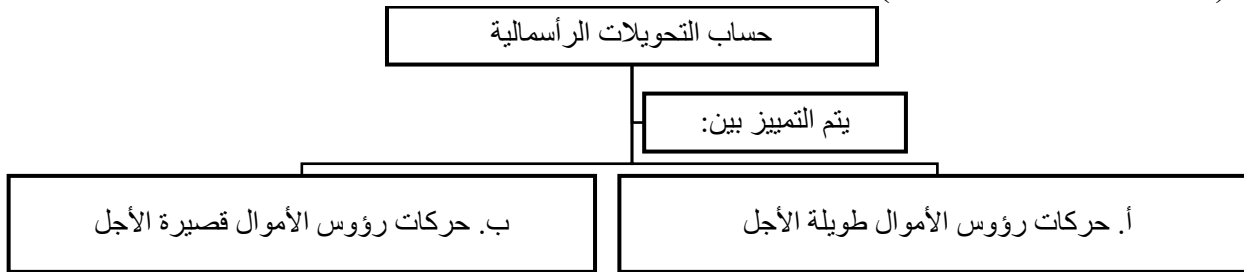 حساب التحويلات الرأسمالية
يتم التمييز بين:
أ. حركات رؤوس الأموال طويلة الأجل
ب. حركات رؤوس الأموال قصيرة الأجل